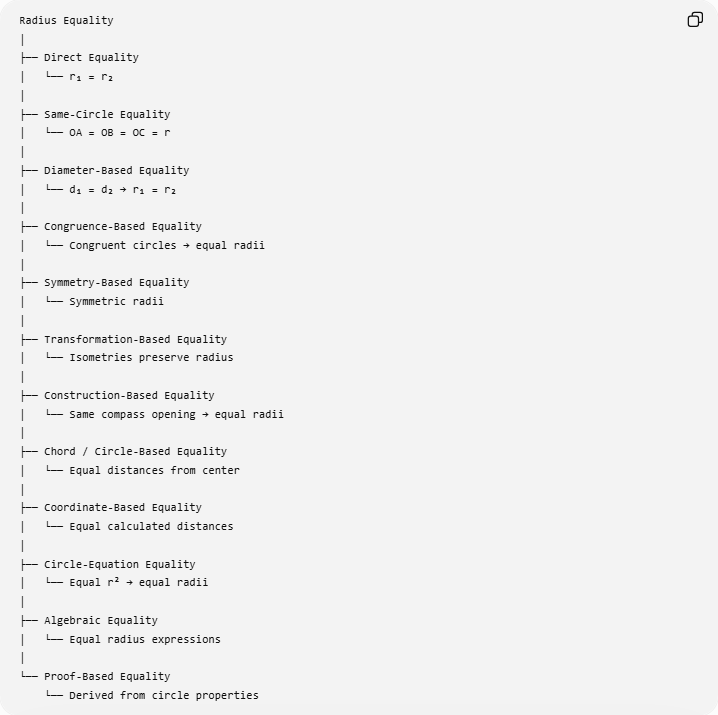 Radius Equality
│
├── Direct Equality
│   └── r₁ = r₂
│
├── Same-Circle Equality
│   └── OA = OB = OC = r
│
├── Diameter-Based Equality
│   └── d₁ = d₂ → r₁ = r₂
│
├── Congruence-Based Equality
│   └── Congruent circles → equal radii
│
├── Symmetry-Based Equality
│   └── Symmetric radii
│
├── Transformation-Based Equality
│   └── Isometries preserve radius
│
├── Construction-Based Equality
│   └── Same compass opening → equal radii
│
├── Chord / Circle-Based Equality
│   └── Equal distances from center
│
├── Coordinate-Based Equality
│   └── Equal calculated distances
│
├── Circle-Equation Equality
│   └── Equal r² → equal radii
│
├── Algebraic Equality
│   └── Equal radius expressions
│
└── Proof-Based Equality
    └── Derived from circle properties